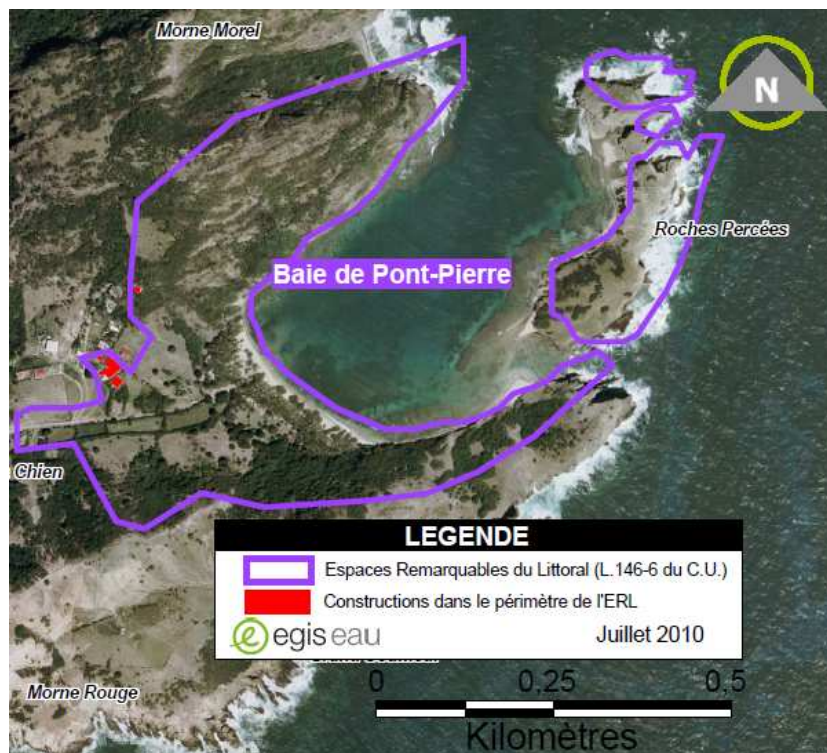 Morne Morel
N
Roches Percées
Baie de Pont-Pierre
Chien
LEGENDE
Espaces Remarquables du Littoral (L.146-6 du C.U.)
Constructions dans le périmètre de l'ERL
egis eau
Juillet 2010
Morne Rouge
0 0,25 0,5
Kilomètres